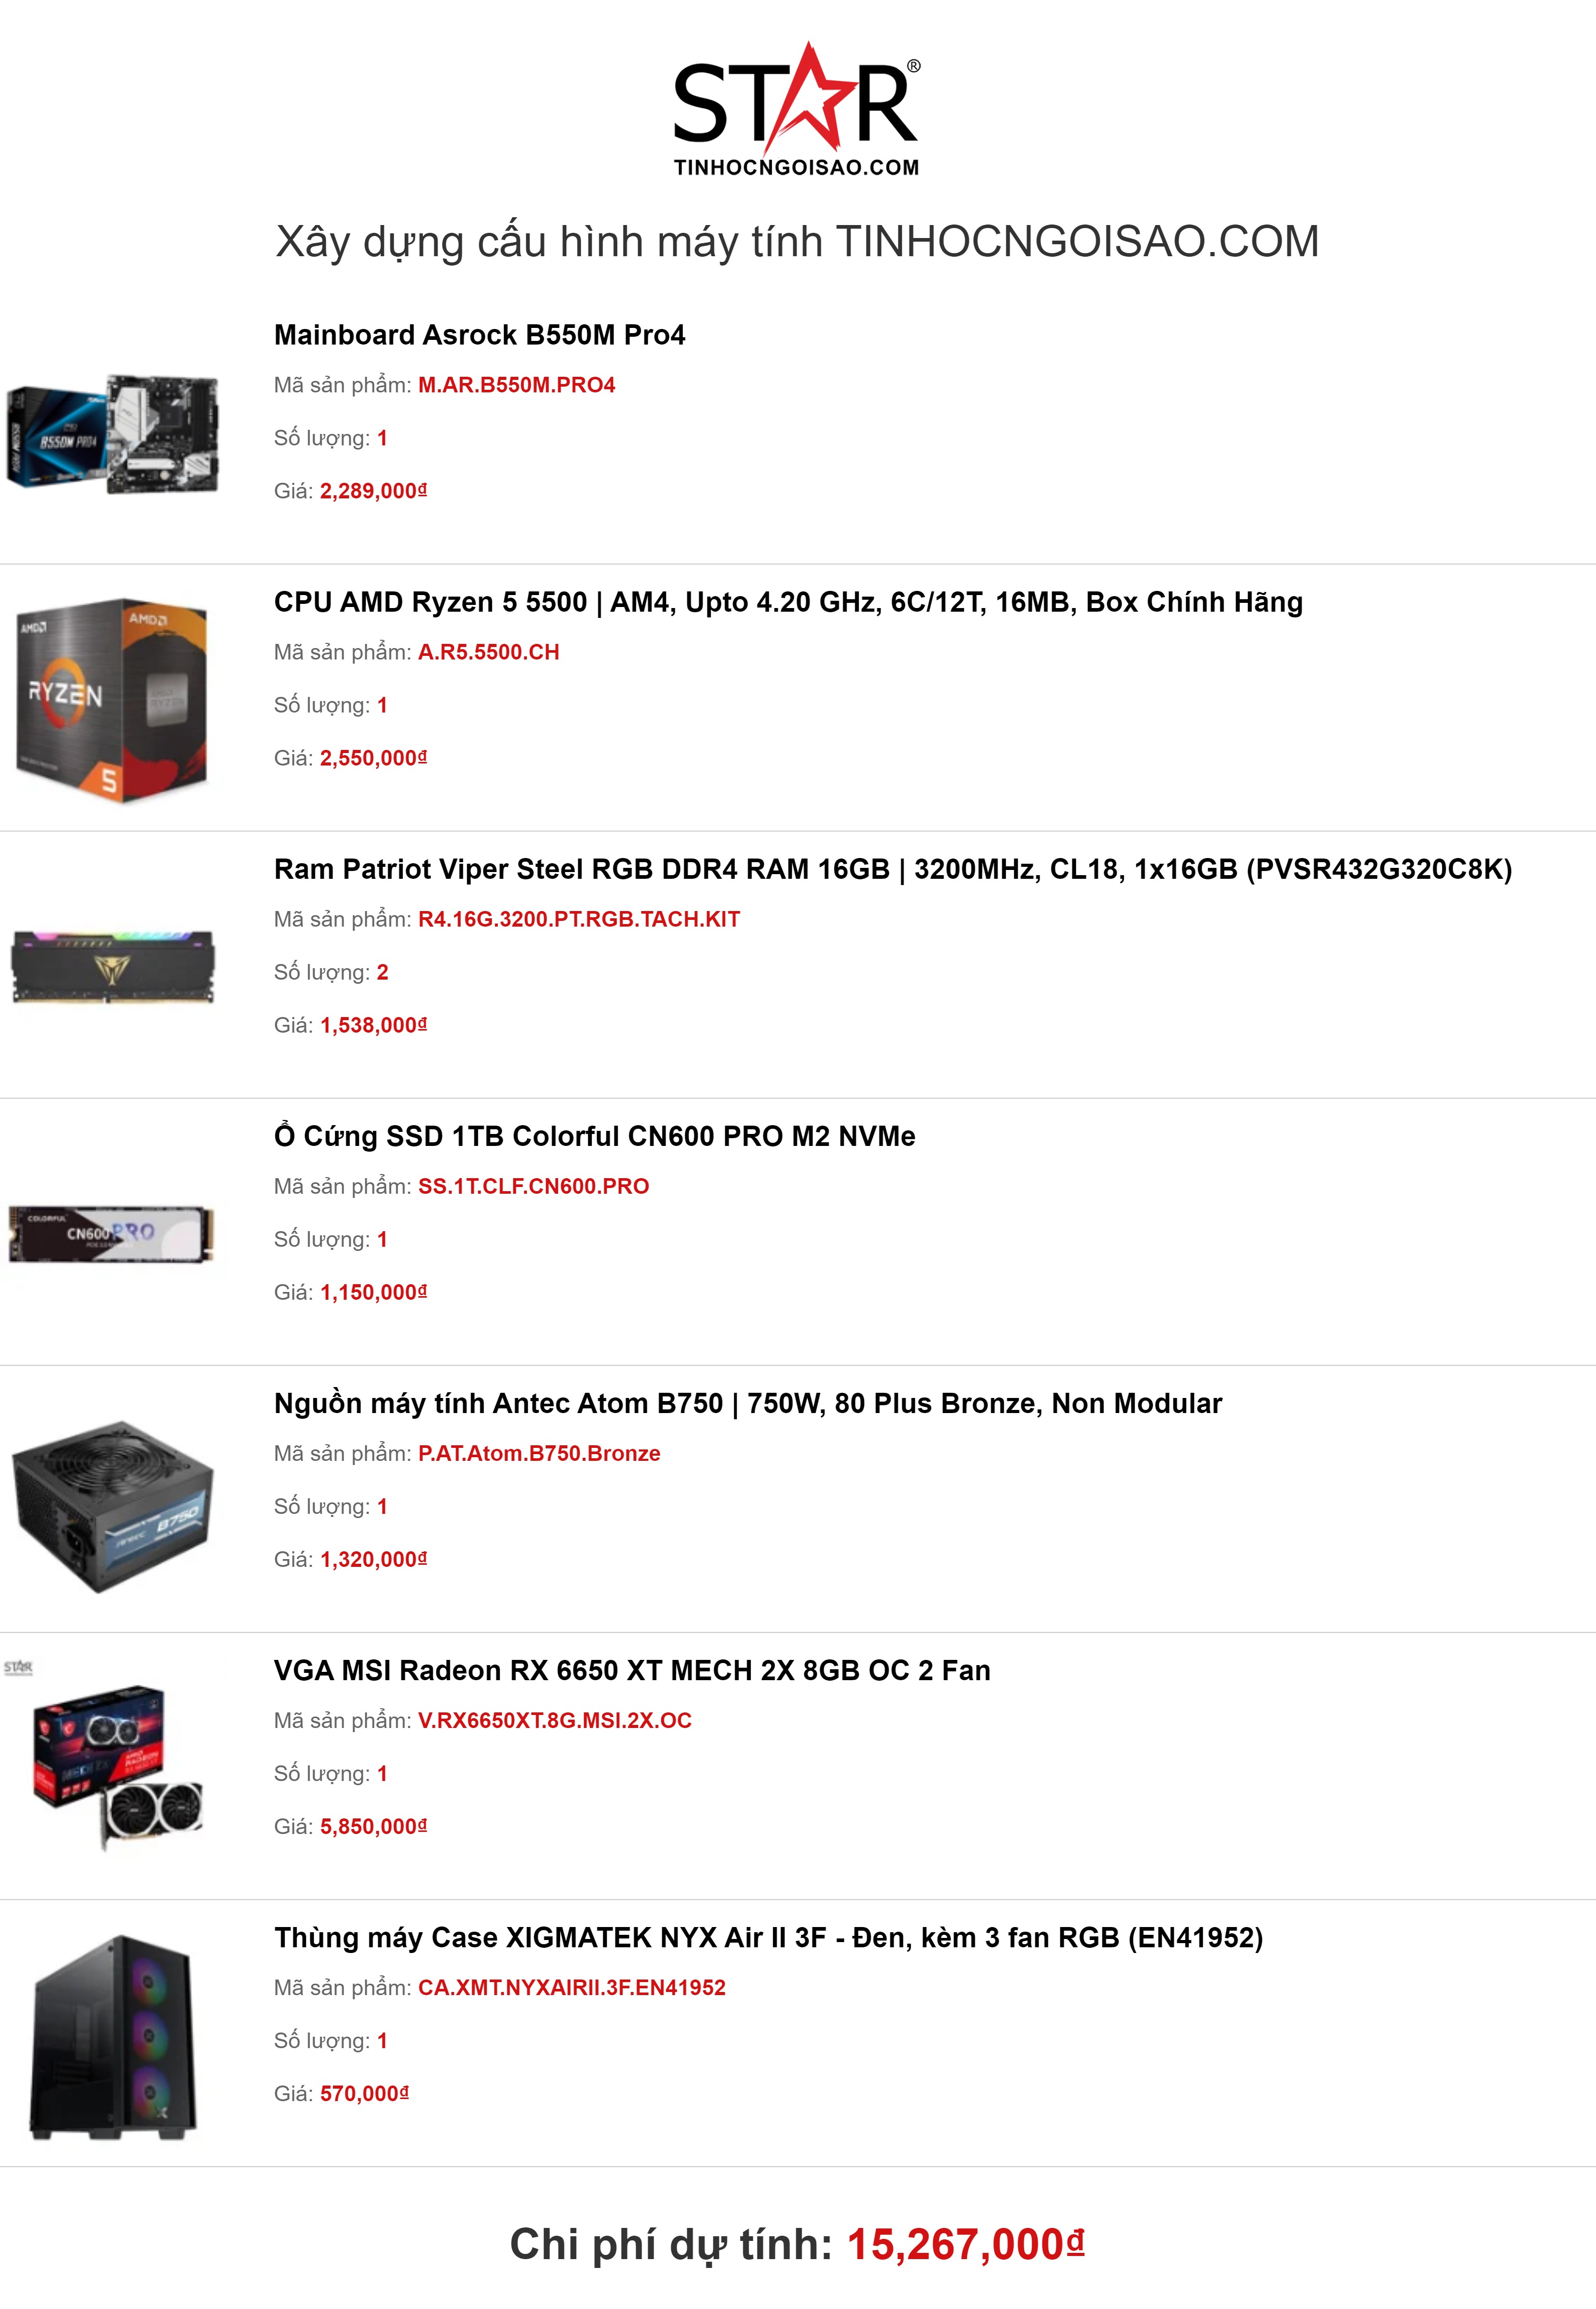 STAR®
TINHOCNGOISAO.COM
Xây dựng cấu hình máy tính TINHOCNGOISAO.COM
Mainboard Asrock B550M Pro4
Mã sản phẩm: M.AR.B550M.PRO4
Số lượng: 1
Giá: 2,289,000₫
B550M PRO4
CPU AMD Ryzen 5 5500 | AM4, Upto 4.20 GHz, 6C/12T, 16MB, Box Chính Hãng
Mã sản phẩm: A.R5.5500.CH
Số lượng: 1
Giá: 2,550,000₫
AMD
AMD
RYZEN
5
Ram Patriot Viper Steel RGB DDR4 RAM 16GB | 3200MHz, CL18, 1x16GB (PVSR432G320C8K)
Mã sản phẩm: R4.16G.3200.PT.RGB.TACH.KIT
Số lượng: 2
Giá: 1,538,000₫
Ổ Cứng SSD 1TB Colorful CN600 PRO M2 NVMe
Mã sản phẩm: SS.1T.CLF.CN600.PRO
Số lượng: 1
Giá: 1,150,000₫
COLORFUL
CN600 PRO
Nguồn máy tính Antec Atom B750 | 750W, 80 Plus Bronze, Non Modular
Mã sản phẩm: P.AT.Atom.B750.Bronze
Số lượng: 1
Giá: 1,320,000₫
Antec B750
VGA MSI Radeon RX 6650 XT MECH 2X 8GB OC 2 Fan
Mã sản phẩm: V.RX6650XT.8G.MSI.2X.OC
Số lượng: 1
Giá: 5,850,000₫
STAR
MECH 2X
Thùng máy Case XIGMATEK NYX Air II 3F - Đen, kèm 3 fan RGB (EN41952)
Mã sản phẩm: CA.XMT.NYXAIRII.3F.EN41952
Số lượng: 1
Giá: 570,000₫
Chi phí dự tính: 15,267,000₫